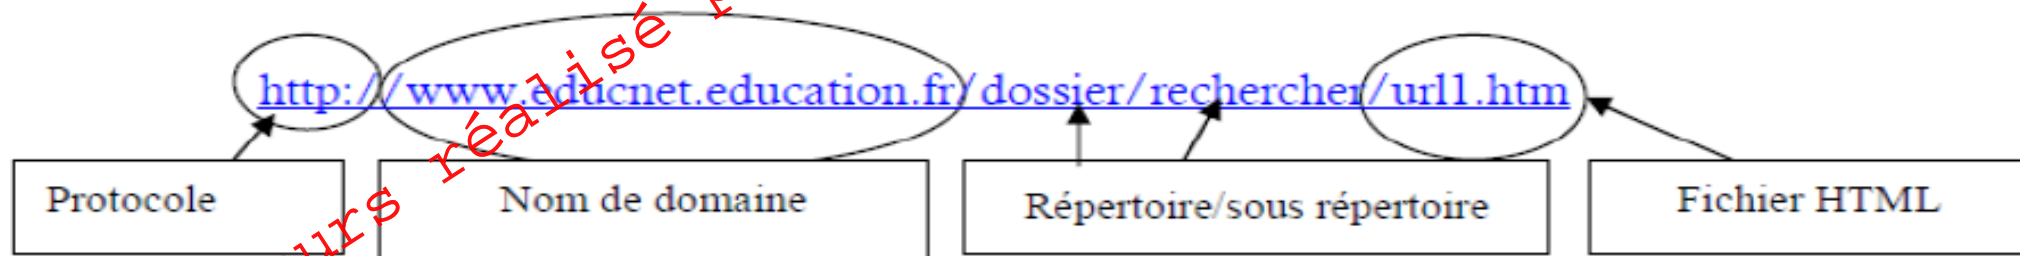 http://www.educnet.education.fr/dossier/rechercher/url1.htm
Protocole
Nom de domaine
Répertoire/sous répertoire
Fichier HTML
urs réalisé